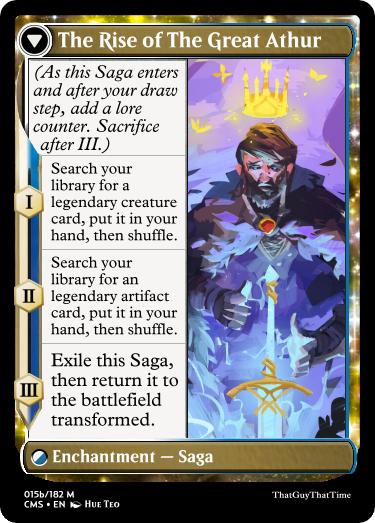 The Rise of The Great Athur
(As this Saga enters
and after your draw
step, add a lore
counter. Sacrifice
after III.)
I
Search your
library for a
legendary creature
card, put it in your
hand, then shuffle.
II
Search your
library for an
legendary artifact
card, put it in your
hand, then shuffle.
III
Exile this Saga,
then return it to
the battlefield
transformed.
Enchantment — Saga
015b/182 M
CMS • EN Hue Teo
ThatGuyThatTime